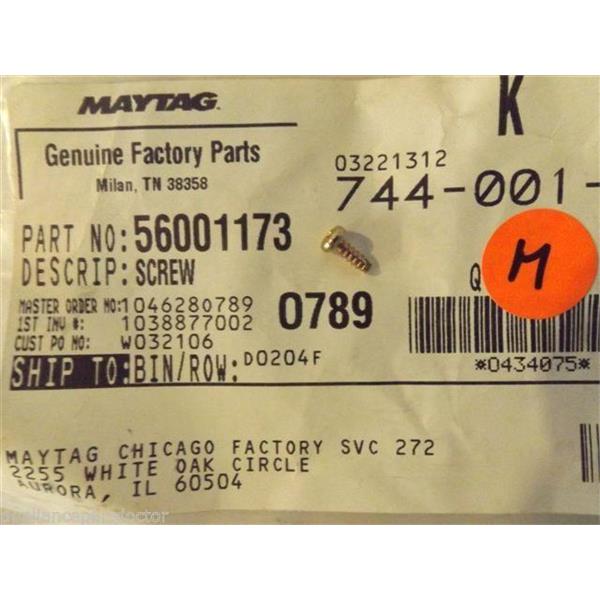 MAYTAG
K
Genuine Factory Parts
Milan, TN 38358
03221312
744-001-
PART NO: 56001173
DESCRIP: SCREW
M
Q
MASTER ORDER NO: 1046280789
0789
1ST INV #: 1038877002
CUST PO NO: W032106
*0434075*
SHIP TO: BIN/ROW: D0204F
MAYTAG CHICAGO FACTORY SVC 272
2255 WHITE OAK CIRCLE
AURORA, IL 60504